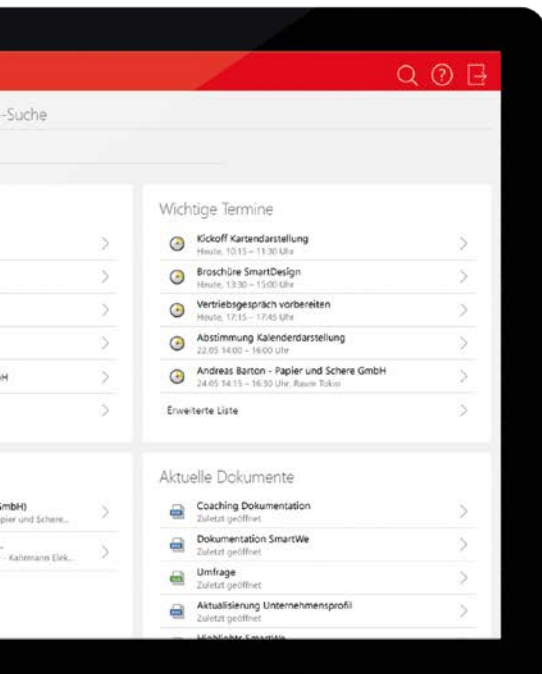 -Suche
Wichtige Termine
Kickoff Kartendarstellung
Heute, 10:15 – 11:30 Uhr
Broschüre SmartDesign
Heute, 13:30 – 15:00 Uhr
Vertriebsgespräch vorbereiten
Heute, 17:15 – 17:45 Uhr
Abstimmung Kalenderdarstellung
22.05 14:00 – 16:00 Uhr
Andreas Barton - Papier und Schere GmbH
24.05 14:15 – 16:30 Uhr, Raum Tokio
Erweiterte Liste
GmbH)
pier und Schere...
- Kahlmann Elek...
Aktuelle Dokumente
Coaching Dokumentation
Zuletzt geöffnet
Dokumentation SmartWe
Zuletzt geöffnet
Umfrage
Zuletzt geöffnet
Aktualisierung Unternehmensprofil
Zuletzt geöffnet
Highlights SmartWe